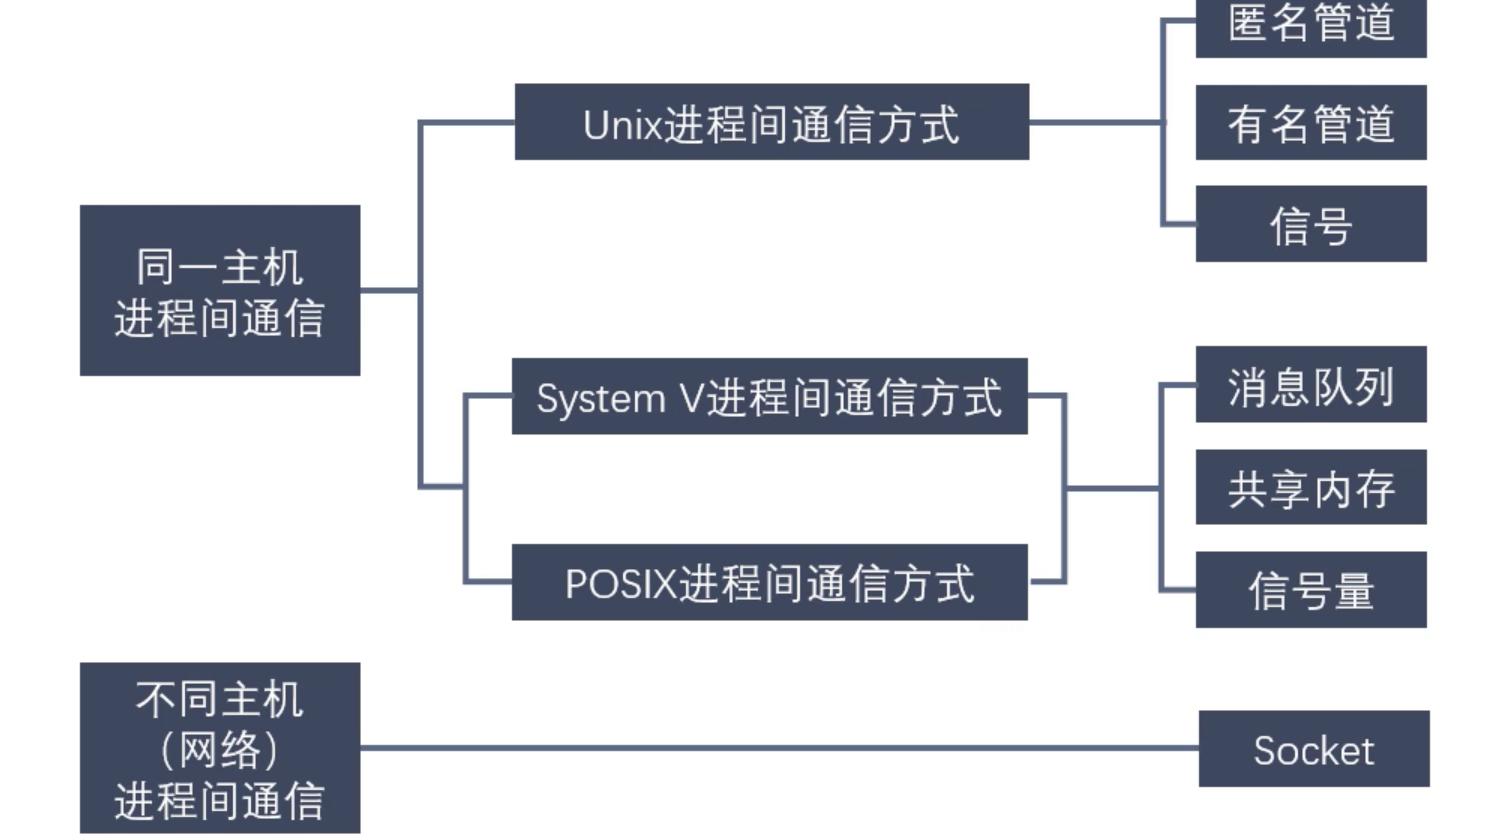 匿名管道
Unix进程间通信方式
有名管道
信号
同一主机
进程间通信
System V进程间通信方式
消息队列
共享内存
POSIX进程间通信方式
信号量
不同主机
（网络）
进程间通信
Socket